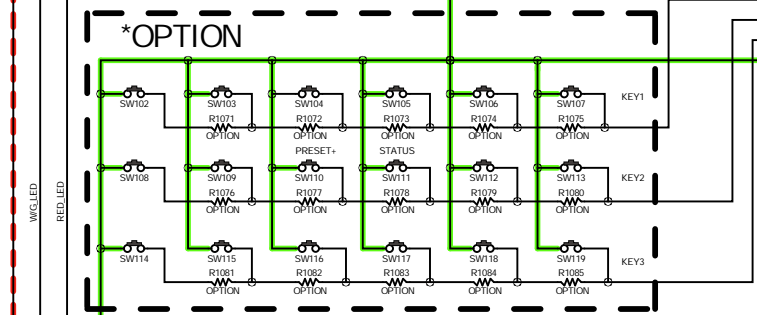 *OPTION
SW102 SW103 SW104 SW105 SW106 SW107 KEY1
R1071 R1072 R1073 R1074 R1075
OPTION OPTION OPTION OPTION OPTION
PRESET+ STATUS
SW108 SW109 SW110 SW111 SW112 SW113 KEY2
R1076 R1077 R1078 R1079 R1080
OPTION OPTION OPTION OPTION OPTION
SW114 SW115 SW116 SW117 SW118 SW119 KEY3
R1081 R1082 R1083 R1084 R1085
OPTION OPTION OPTION OPTION OPTION
W/G_LED
RED_LED